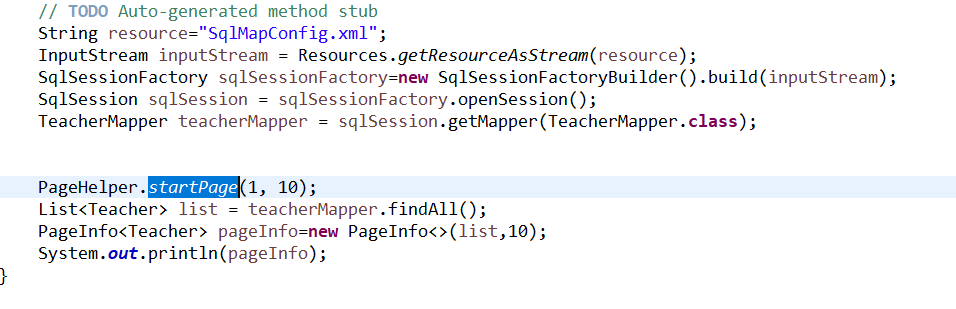 // TODO Auto-generated method stub
String resource="SqlMapConfig.xml";
InputStream inputStream = Resources.getResourceAsStream(resource);
SqlSessionFactory sqlSessionFactory=new SqlSessionFactoryBuilder().build(inputStream);
SqlSession sqlSession = sqlSessionFactory.openSession();
TeacherMapper teacherMapper = sqlSession.getMapper(TeacherMapper.class);
PageHelper.startPage(1, 10);
List<Teacher> list = teacherMapper.findAll();
PageInfo<Teacher> pageInfo=new PageInfo<>(list,10);
System.out.println(pageInfo);
}